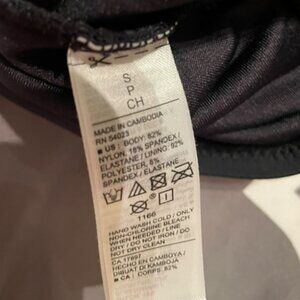 S
P
CH
MADE IN CAMBODIA
RN 54023
■ US | BODY: 82%
NYLON, 18% SPANDEX/
ELASTANE / LINING: 92%
POLYESTER, 8%
SPANDEX / ELASTANE
1166
HAND WASH COLD / ONLY
NON-CHLORINE BLEACH
WHEN NEEDED / LINE
DRY / DO NOT IRON / DO
NOT DRY CLEAN
CA 17897
HECHO EN CAMBOYA /
DIBUAT DI KAMBOJA
■ CA | CORPS: 82%